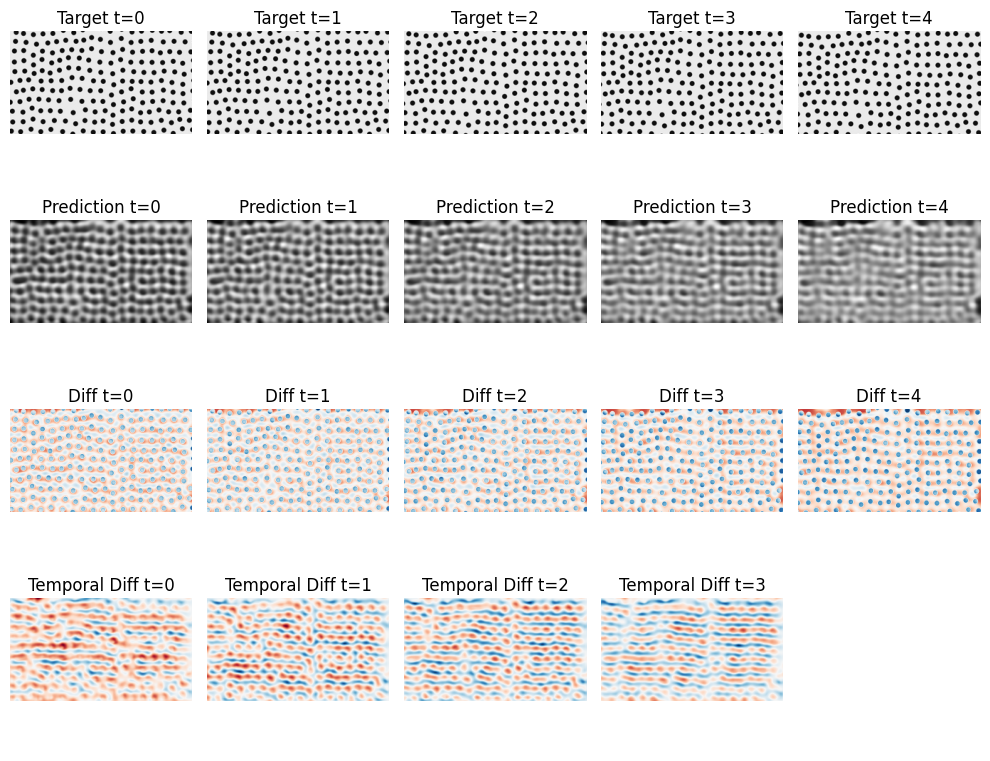 Target t=0
Target t=1
Target t=2
Target t=3
Target t=4
Prediction t=0
Prediction t=1
Prediction t=2
Prediction t=3
Prediction t=4
Diff t=0
Diff t=1
Diff t=2
Diff t=3
Diff t=4
Temporal Diff t=0
Temporal Diff t=1
Temporal Diff t=2
Temporal Diff t=3